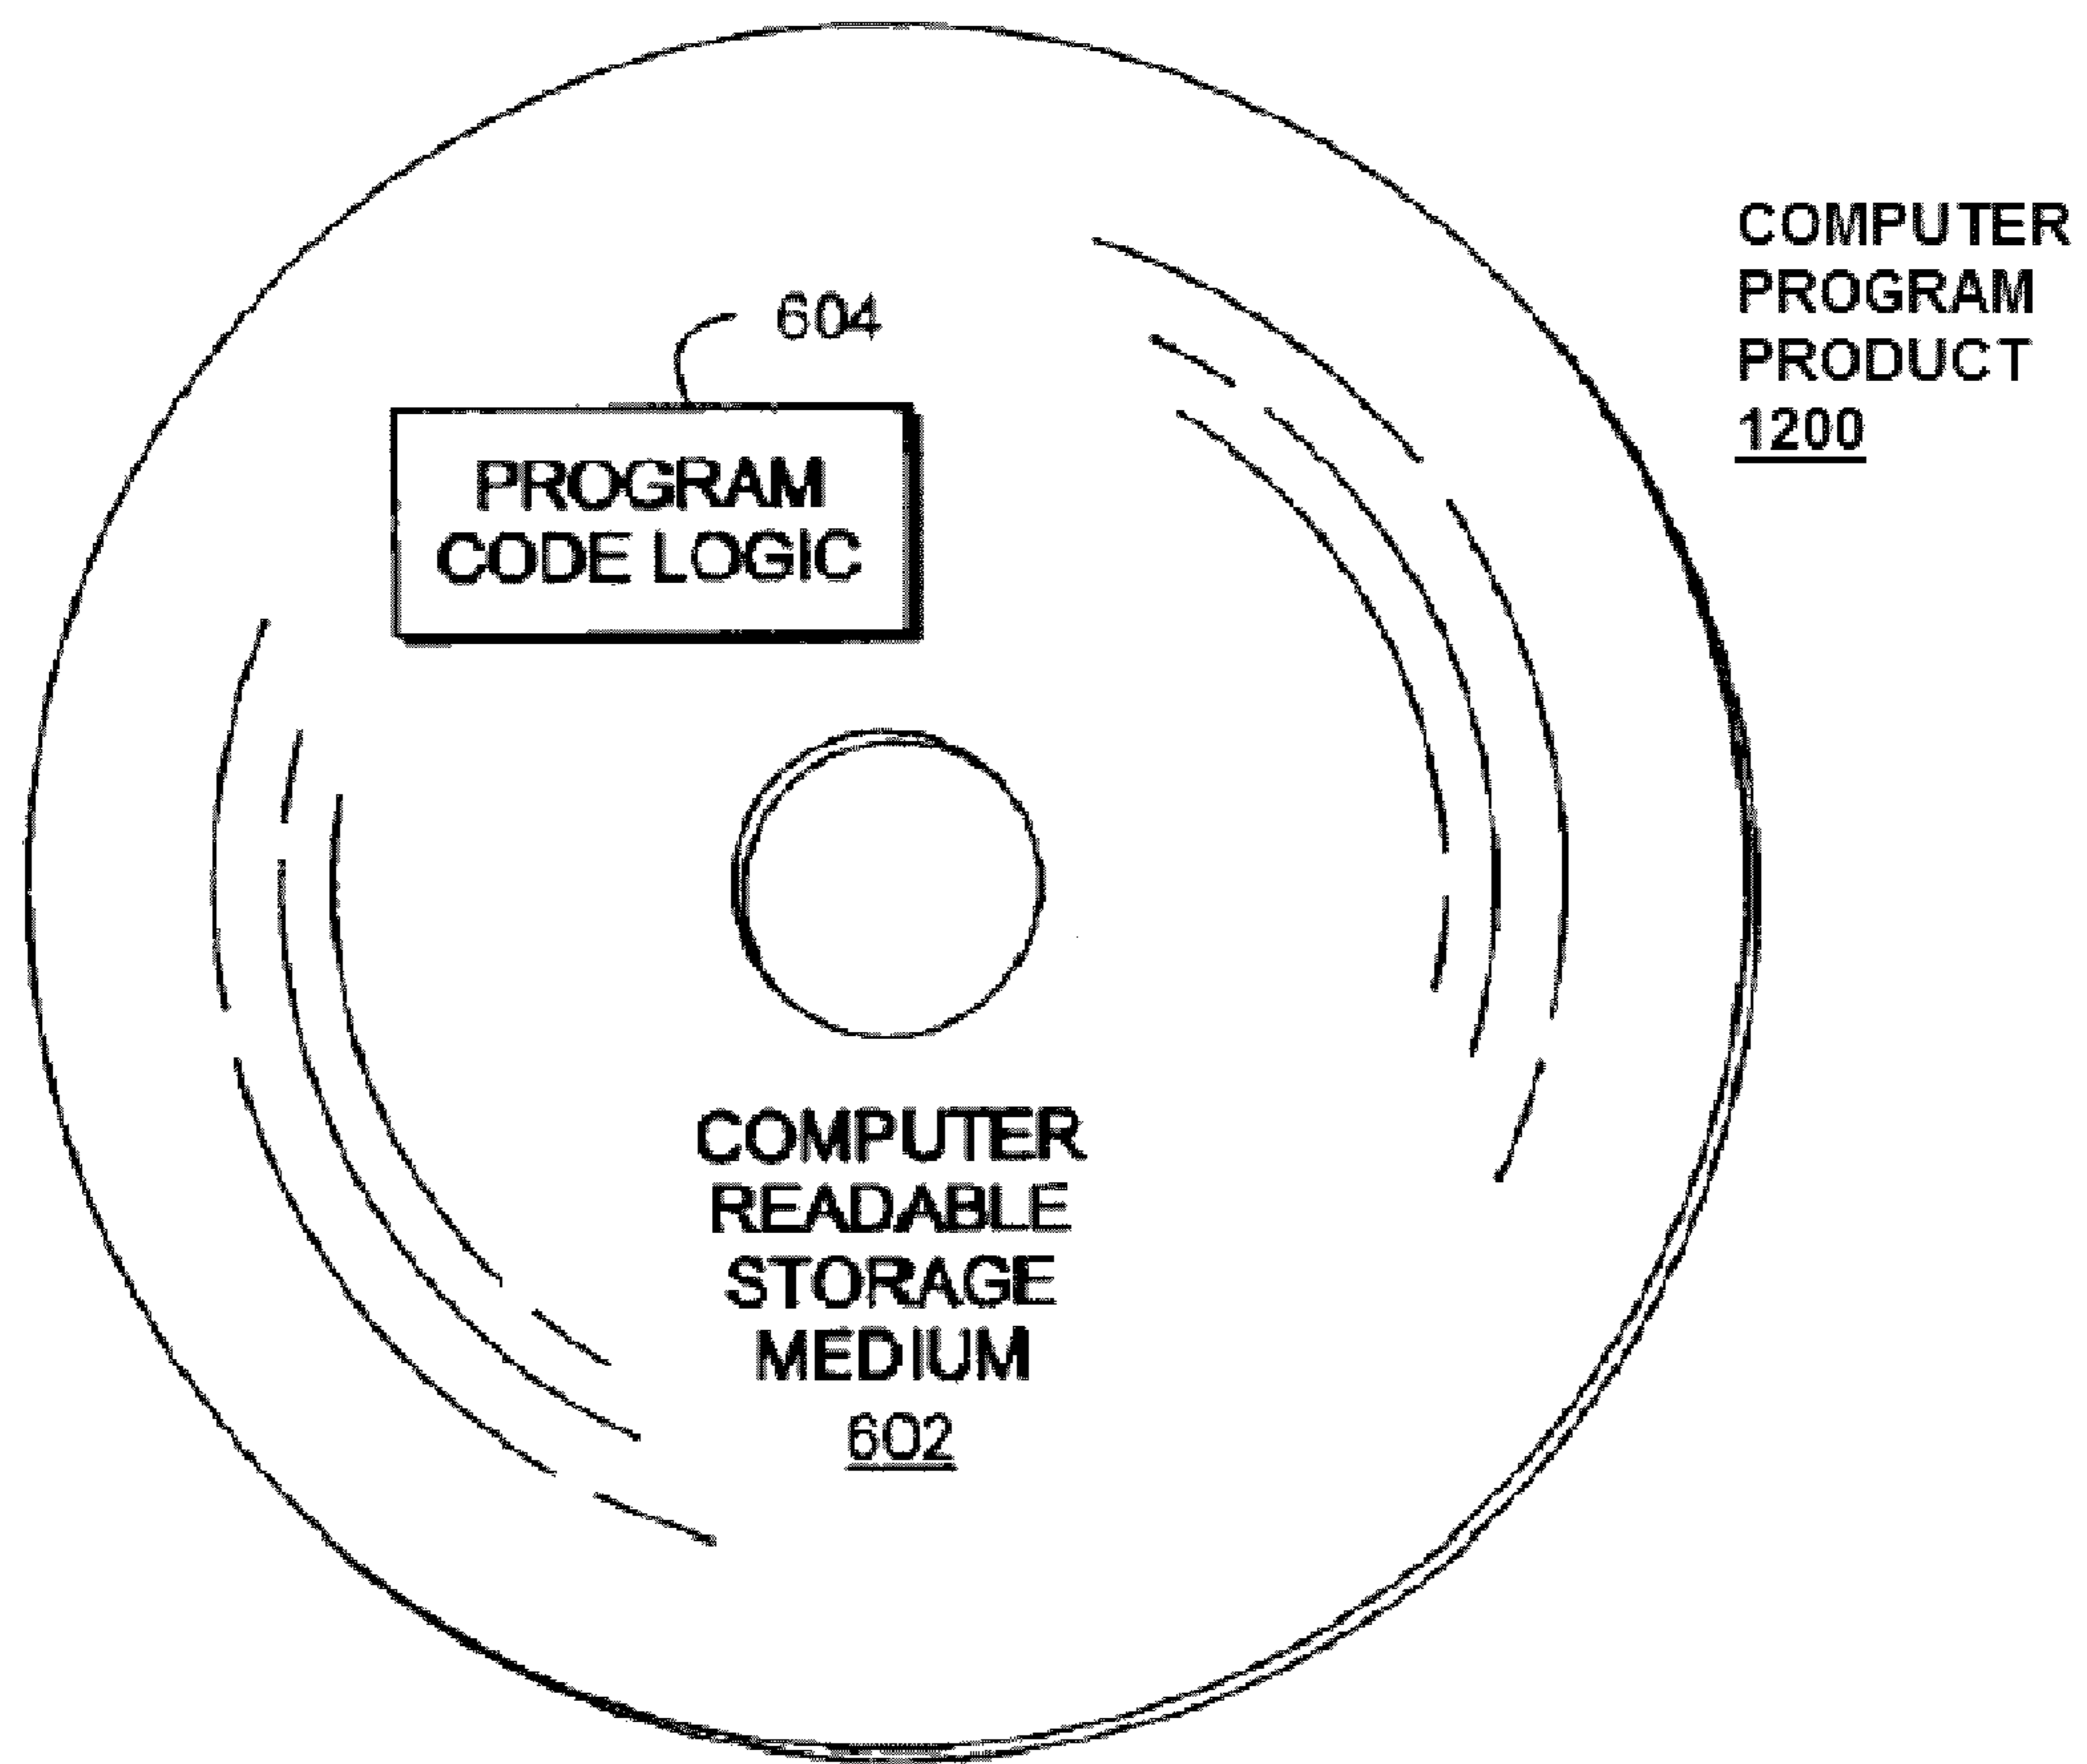 COMPUTER
PROGRAM
PRODUCT
1200
604
PROGRAM
CODE LOGIC
COMPUTER
READABLE
STORAGE
MEDIUM
602